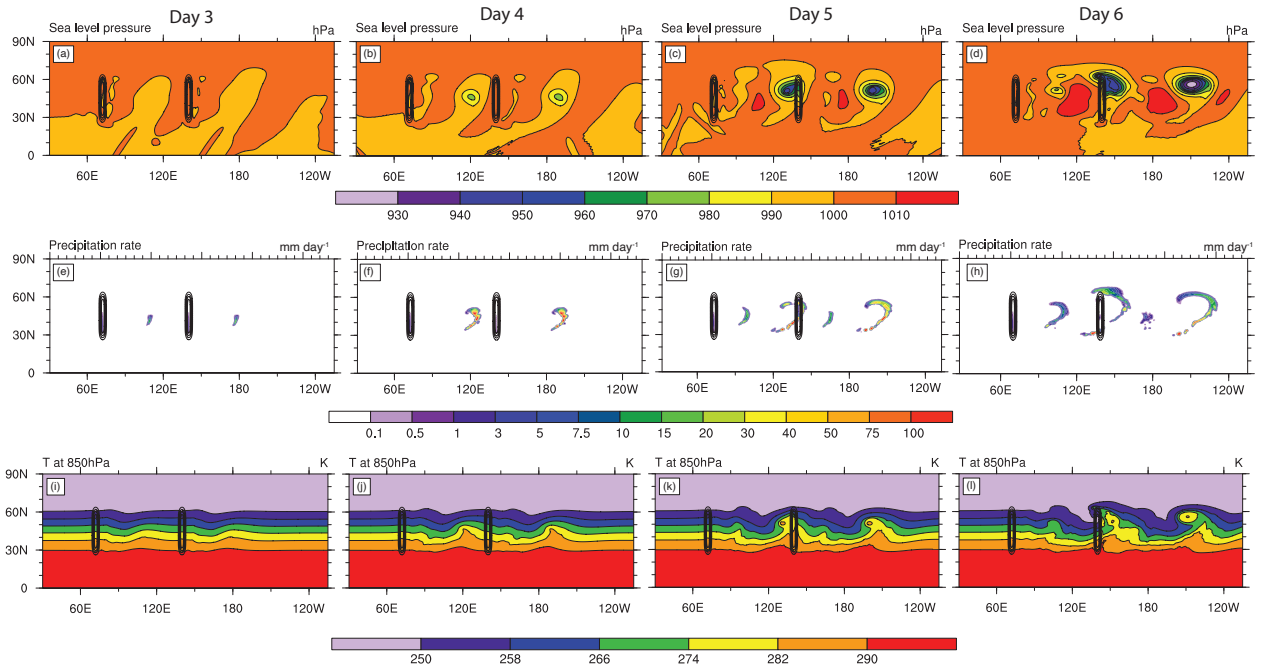 Day 3 Day 4 Day 5 Day 6
Sea level pressure hPa Sea level pressure hPa Sea level pressure hPa Sea level pressure hPa
90N (a) (b) (c) (d)
60N
30N
0
60E 120E 180 120W 60E 120E 180 120W 60E 120E 180 120W 60E 120E 180 120W
930 940 950 960 970 980 990 1000 1010
Precipitation rate mm day-1 Precipitation rate mm day-1 Precipitation rate mm day-1 Precipitation rate mm day-1
90N (e) (f) (g) (h)
60N
30N
0
60E 120E 180 120W 60E 120E 180 120W 60E 120E 180 120W 60E 120E 180 120W
0.1 0.5 1 3 5 7.5 10 15 20 30 40 50 75 100
T at 850hPa K T at 850hPa K T at 850hPa K T at 850hPa K
90N (i) (j) (k) (l)
60N
30N
0
60E 120E 180 120W 60E 120E 180 120W 60E 120E 180 120W 60E 120E 180 120W
250 258 266 274 282 290